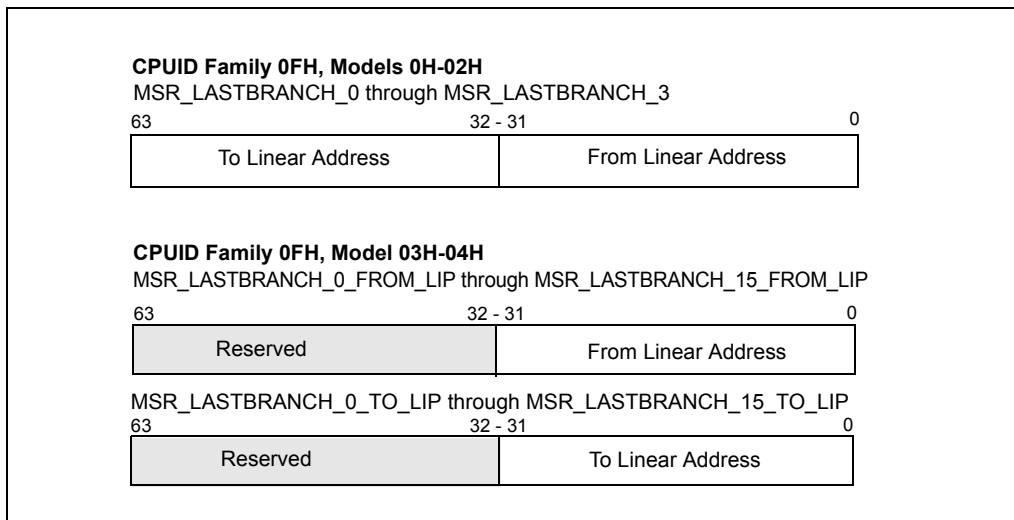 CPUID Family 0FH, Models 0H-02H
MSR_LASTBRANCH_0 through MSR_LASTBRANCH_3
63 32 - 31 0
To Linear Address From Linear Address
CPUID Family 0FH, Model 03H-04H
MSR_LASTBRANCH_0_FROM_LIP through MSR_LASTBRANCH_15_FROM_LIP
63 32 - 31 0
Reserved From Linear Address
MSR_LASTBRANCH_0_TO_LIP through MSR_LASTBRANCH_15_TO_LIP
63 32 - 31 0
Reserved To Linear Address